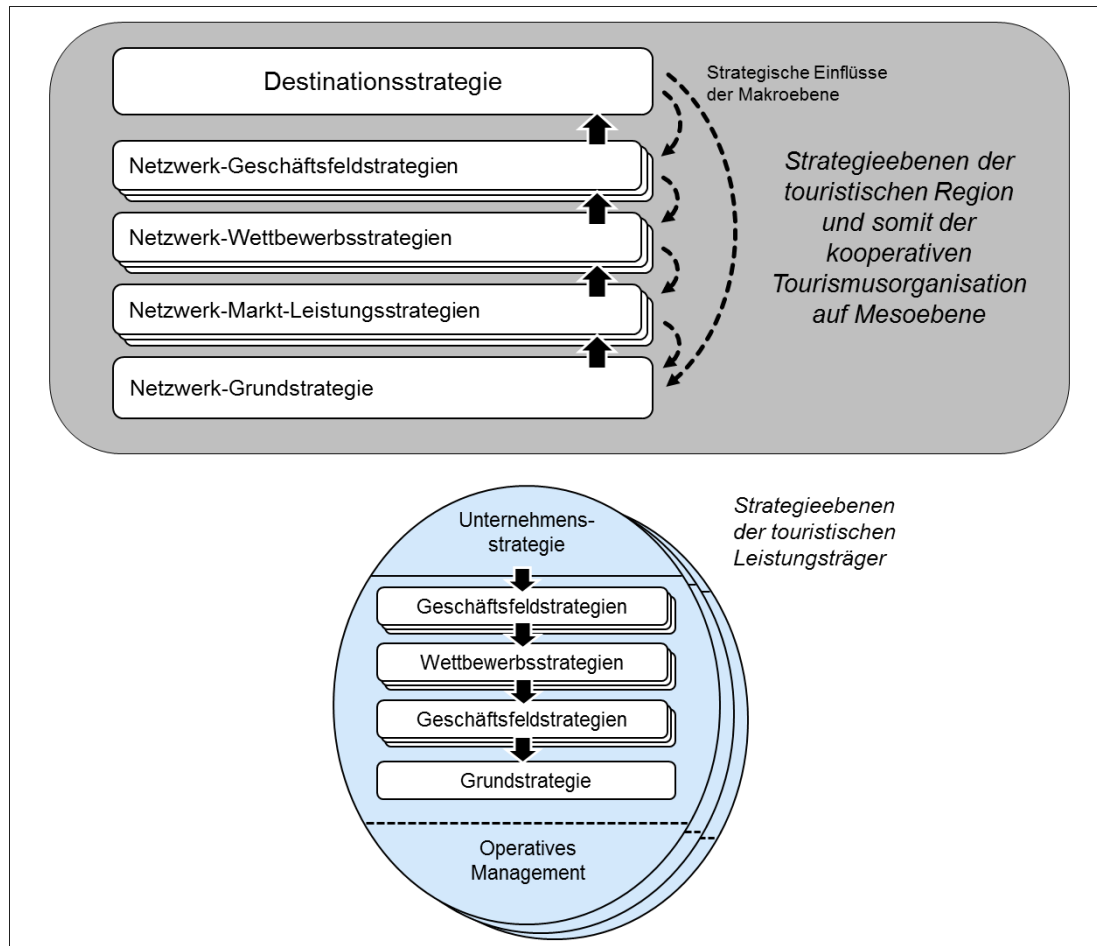 Destinationsstrategie
Strategische Einflüsse
der Makroebene
Netzwerk-Geschäftsfeldstrategien
Netzwerk-Wettbewerbsstrategien
Netzwerk-Markt-Leistungsstrategien
Netzwerk-Grundstrategie
Strategieebenen der
touristischen Region
und somit der
kooperativen
Tourismusorganisation
auf Mesoebene
Unternehmens-
strategie
Geschäftsfeldstrategien
Wettbewerbsstrategien
Geschäftsfeldstrategien
Grundstrategie
Operatives
Management
Strategieebenen
der touristischen
Leistungsträger